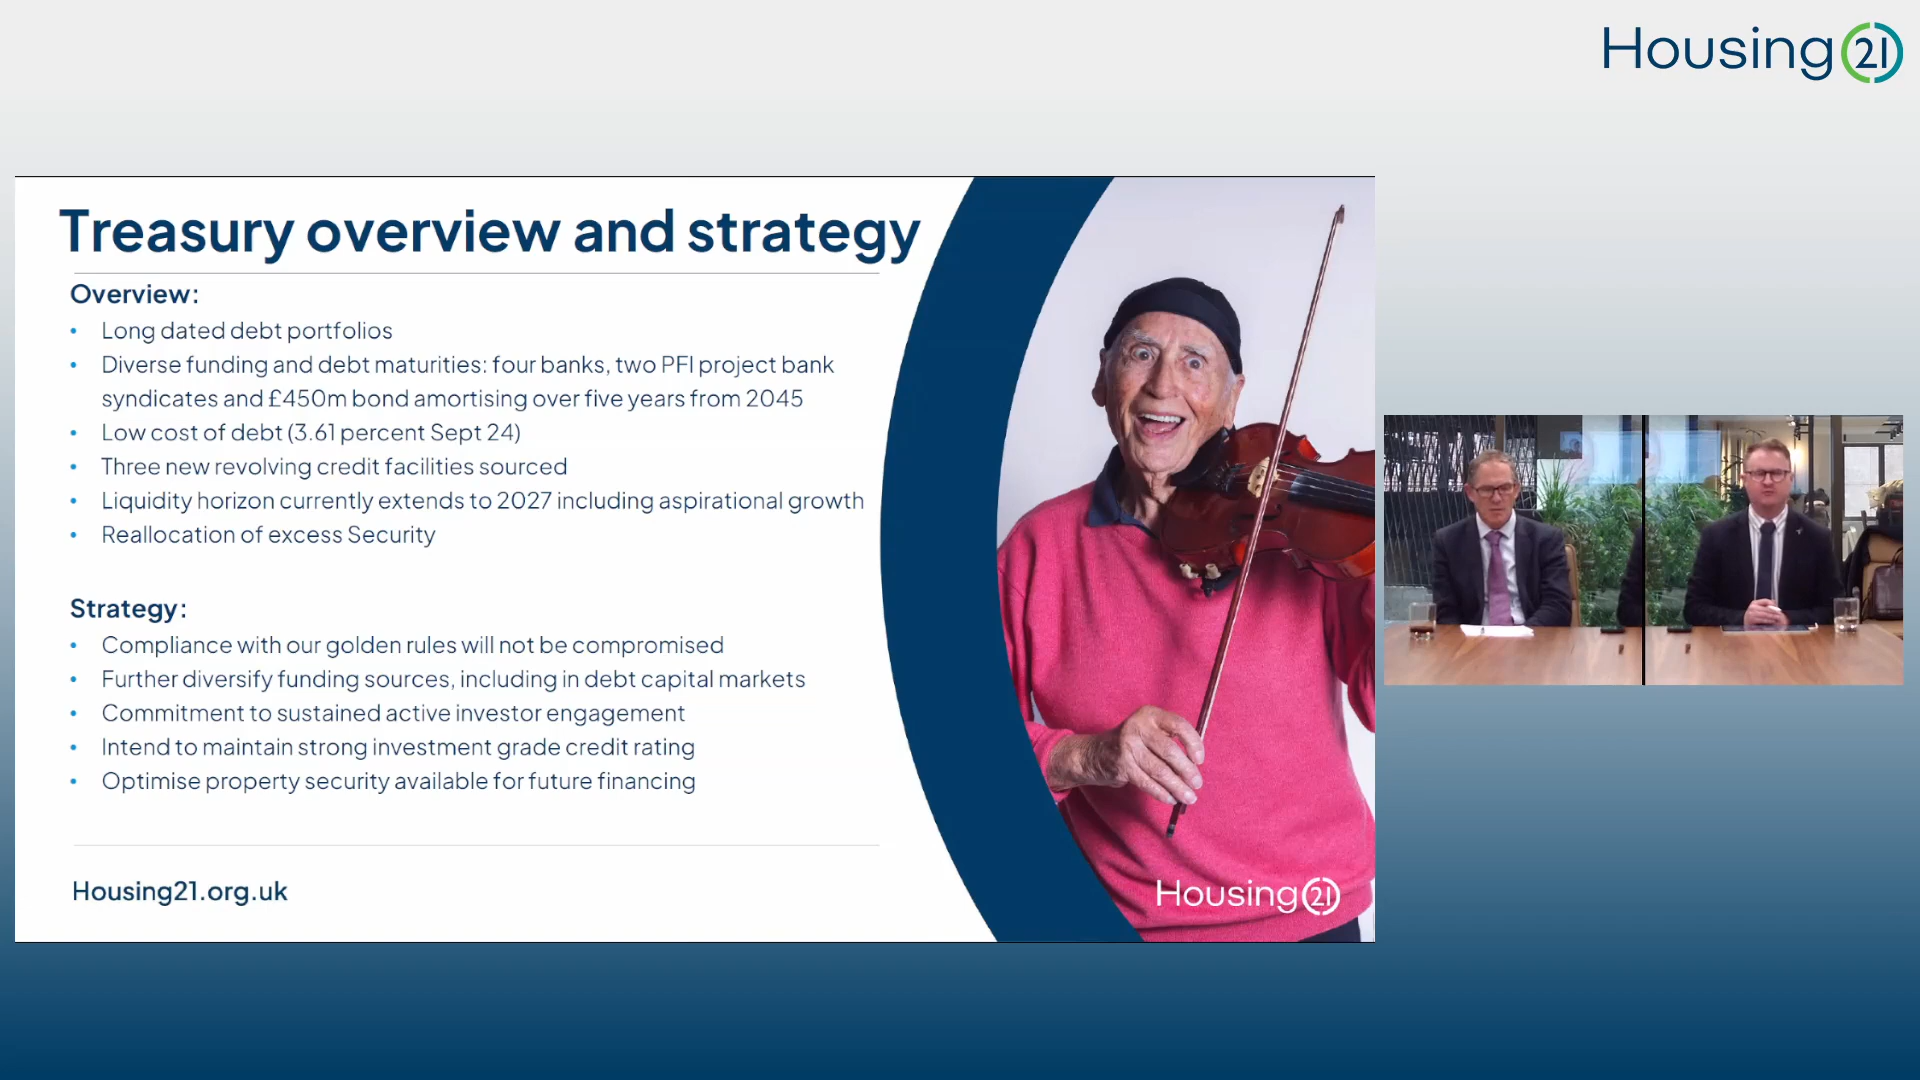 Housing 21
Treasury overview and strategy
Overview:
• Long dated debt portfolios
• Diverse funding and debt maturities: four banks, two PFI project bank
syndicates and £450m bond amortising over five years from 2045
• Low cost of debt (3.61 percent Sept 24)
• Three new revolving credit facilities sourced
• Liquidity horizon currently extends to 2027 including aspirational growth
• Reallocation of excess Security
Strategy:
• Compliance with our golden rules will not be compromised
• Further diversify funding sources, including in debt capital markets
• Commitment to sustained active investor engagement
• Intend to maintain strong investment grade credit rating
• Optimise property security available for future financing
Housing21.org.uk
Housing 21